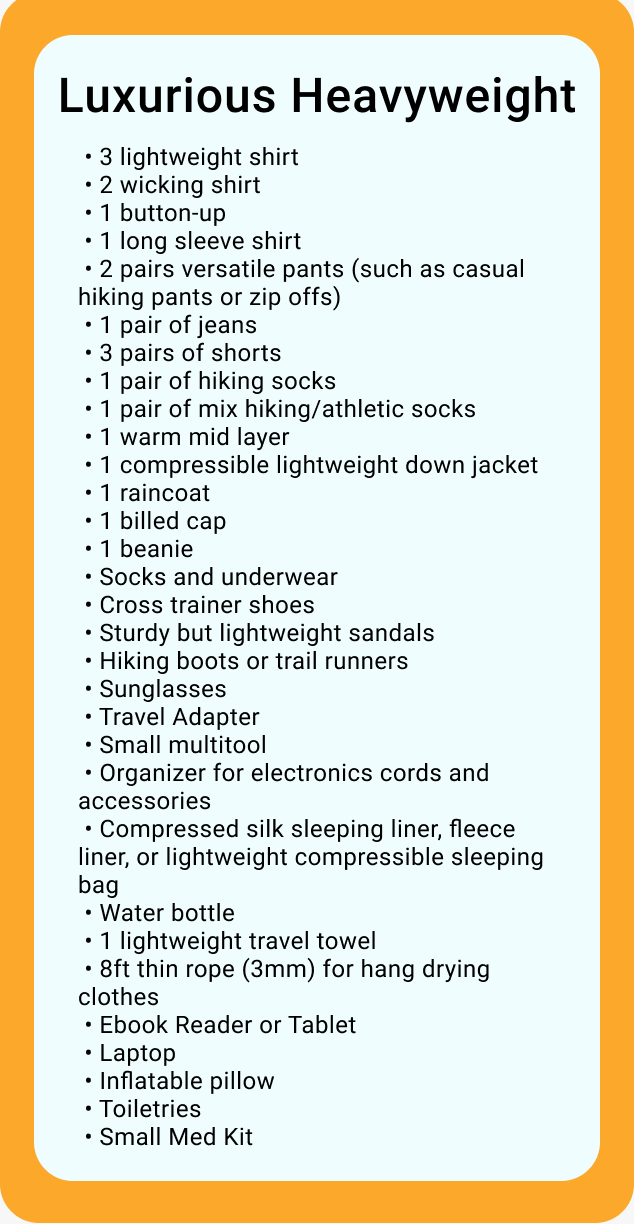 Luxurious Heavyweight
• 3 lightweight shirt
• 2 wicking shirt
• 1 button-up
• 1 long sleeve shirt
• 2 pairs versatile pants (such as casual
hiking pants or zip offs)
• 1 pair of jeans
• 3 pairs of shorts
• 1 pair of hiking socks
• 1 pair of mix hiking/athletic socks
• 1 warm mid layer
• 1 compressible lightweight down jacket
• 1 raincoat
• 1 billed cap
• 1 beanie
• Socks and underwear
• Cross trainer shoes
• Sturdy but lightweight sandals
• Hiking boots or trail runners
• Sunglasses
• Travel Adapter
• Small multitool
• Organizer for electronics cords and
accessories
• Compressed silk sleeping liner, fleece
liner, or lightweight compressible sleeping
bag
• Water bottle
• 1 lightweight travel towel
• 8ft thin rope (3mm) for hang drying
clothes
• Ebook Reader or Tablet
• Laptop
• Inflatable pillow
• Toiletries
• Small Med Kit